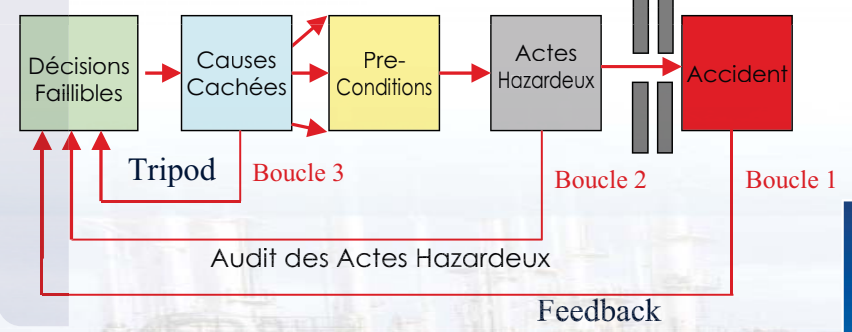 Décisions
Faillibles
Causes
Cachées
Pre-
Conditions
Actes
Hazardeux
Accident
Tripod
Boucle 3
Boucle 2
Boucle 1
Audit des Actes Hazardeux
Feedback